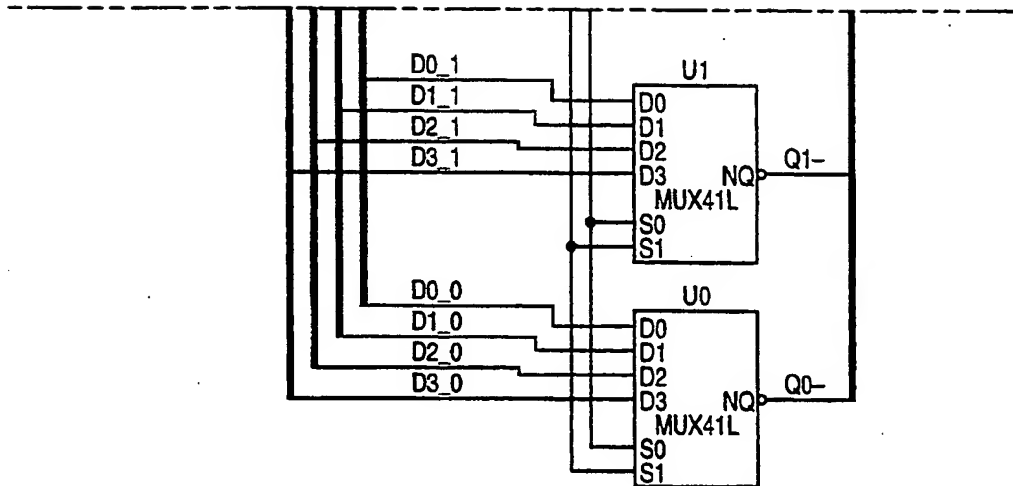 D0_1
D1_1
D2_1
D3_1
U1
D0
D1
D2
D3
NQ
Q1–
MUX41L
S0
S1
D0_0
D1_0
D2_0
D3_0
U0
D0
D1
D2
D3
NQ
Q0–
MUX41L
S0
S1